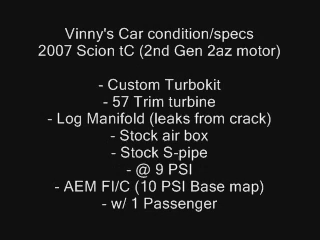 Vinny's Car condition/specs
2007 Scion tC (2nd Gen 2az motor)
- Custom Turbokit
- 57 Trim turbine
- Log Manifold (leaks from crack)
- Stock air box
- Stock S-pipe
- @ 9 PSI
- AEM FI/C (10 PSI Base map)
- w/ 1 Passenger